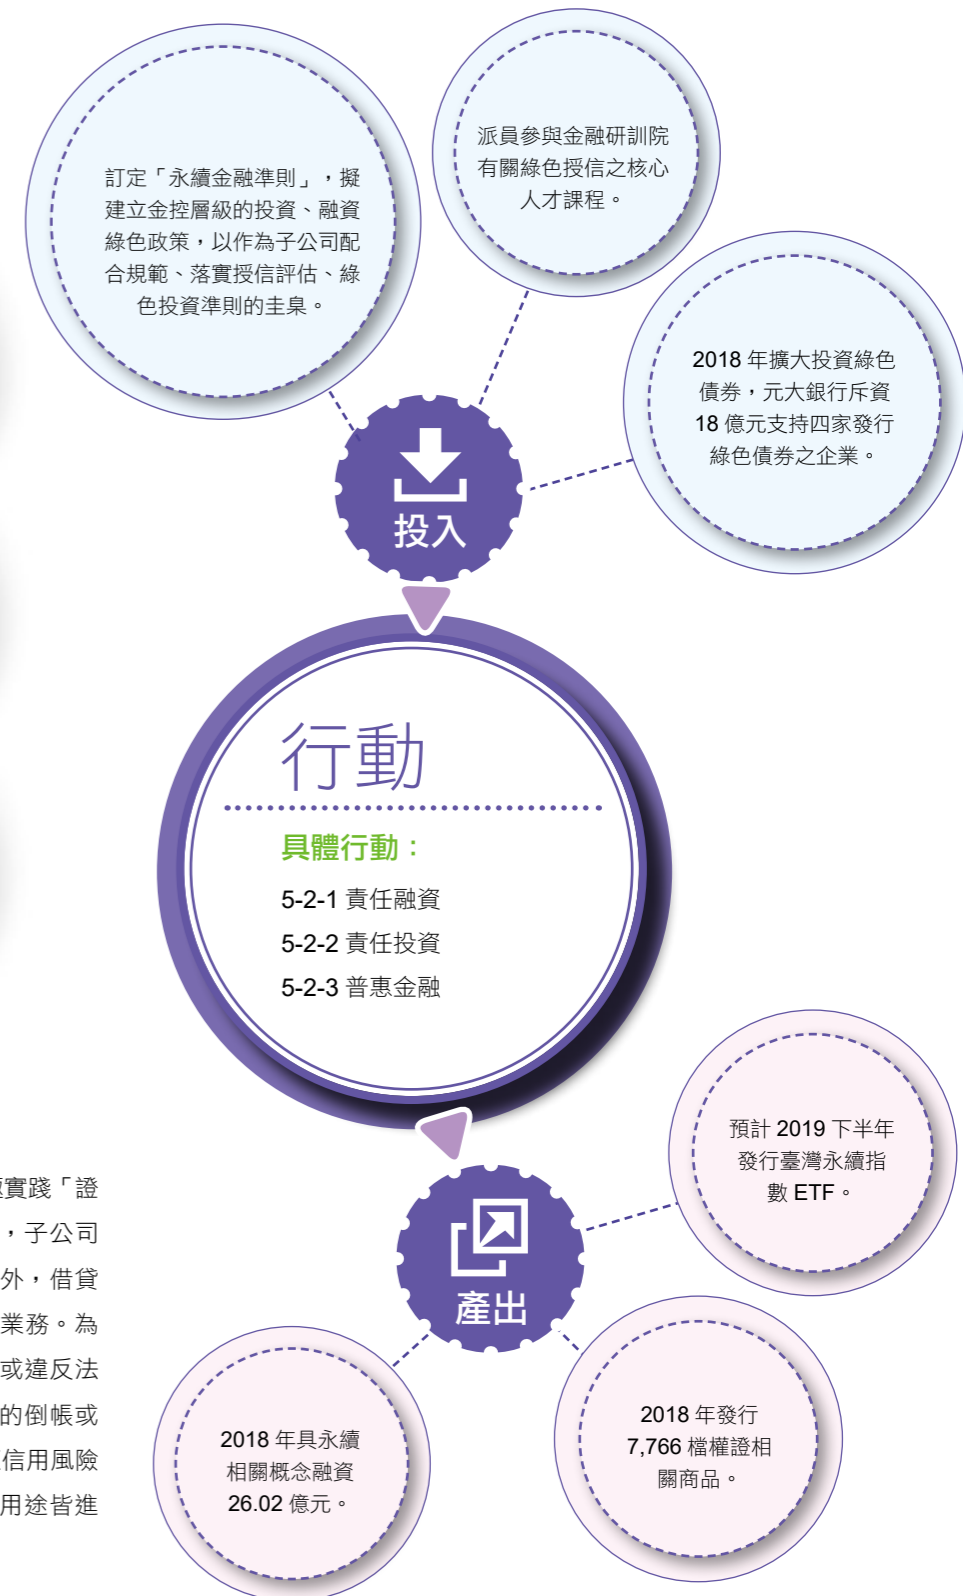 訂定「永續金融準則」，擬
建立金控層級的投資、融資
綠色政策，以作為子公司配
合規範、落實授信評估、綠
色投資準則的圭臬。
派員參與金融研訓院
有關綠色授信之核心
人才課程。
2018 年擴大投資綠色
債券，元大銀行斥資
18 億元支持四家發行
綠色債券之企業。
投入
行動
具體行動：
5-2-1 責任融資
5-2-2 責任投資
5-2-3 普惠金融
預計 2019 下半年
發行臺灣永續指
數 ETF。
產出
2018 年發行
7,766 檔權證相
關商品。
2018 年具永續
相關概念融資
26.02 億元。
實踐「證
，子公司
外，借貸
業務。為
或違反法
的倒帳或
信用風險
用途皆進